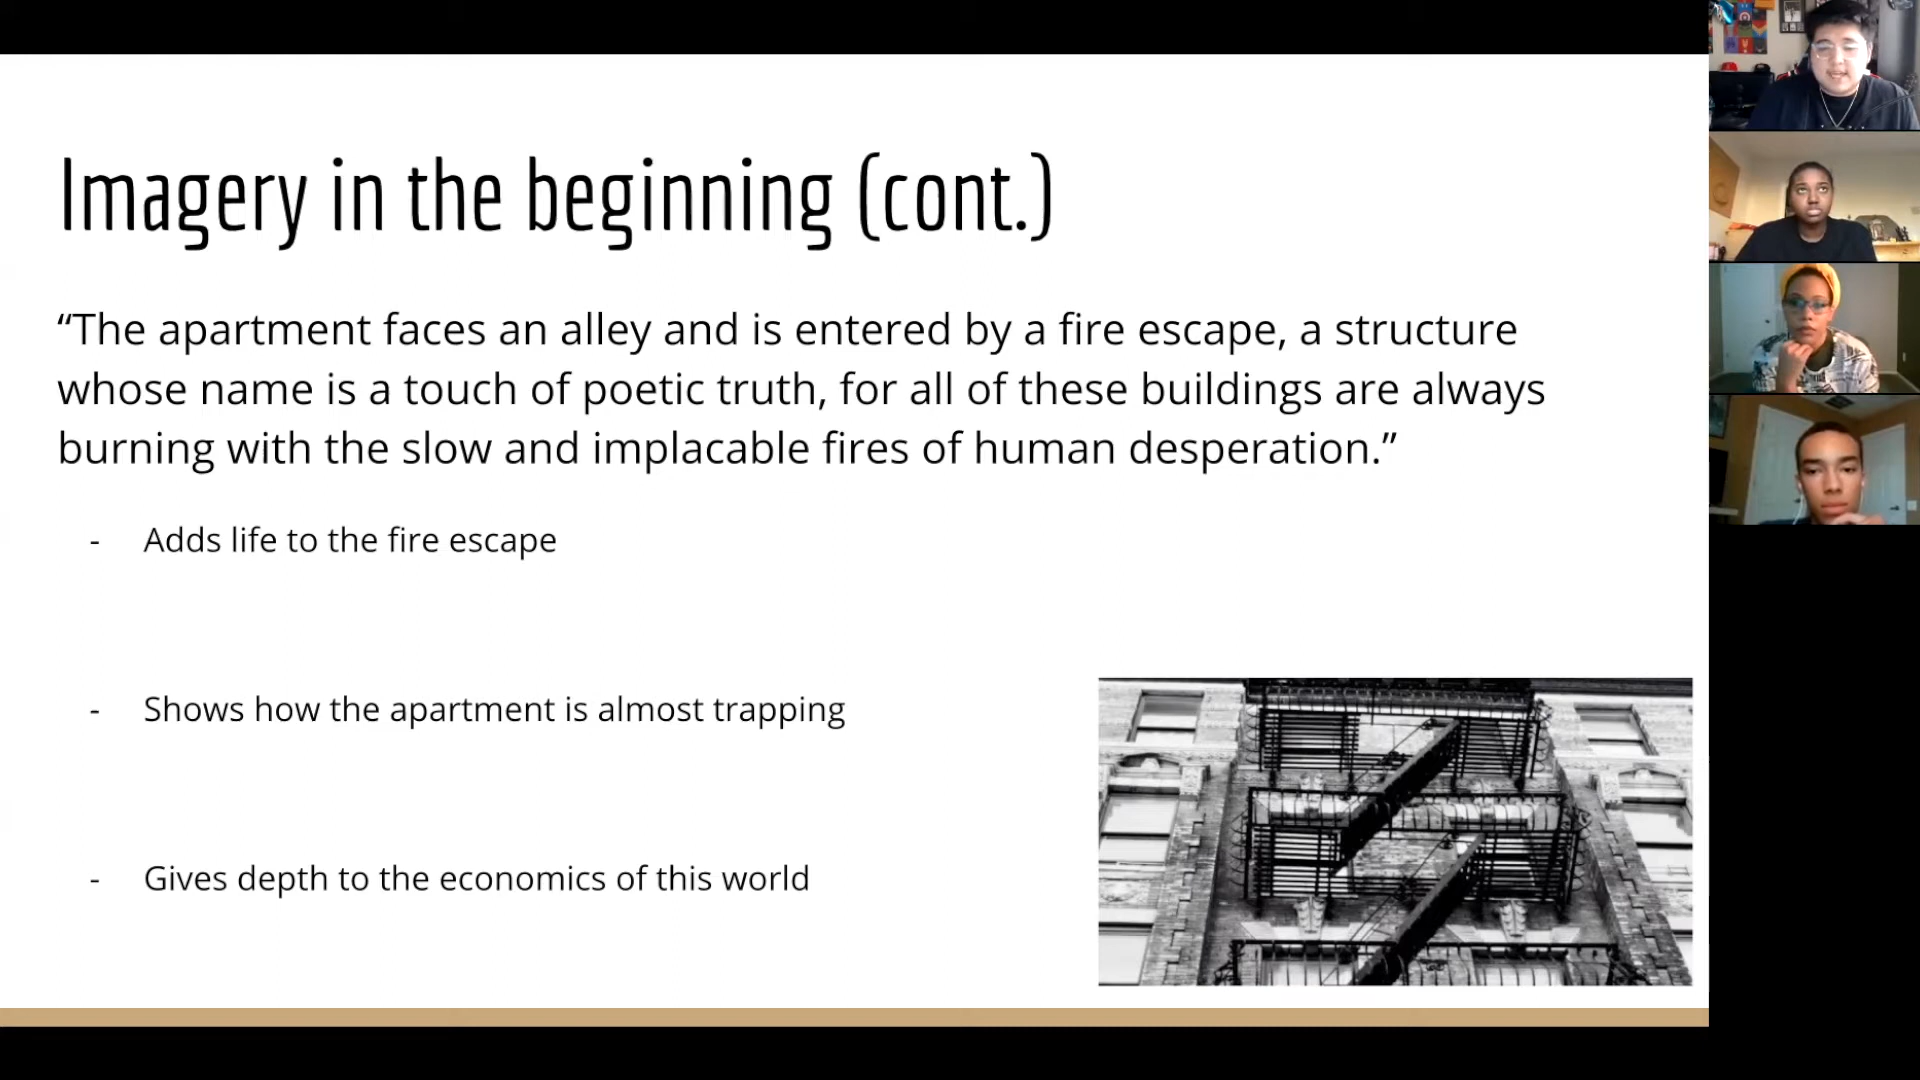 Imagery in the beginning (cont.)
“The apartment faces an alley and is entered by a fire escape, a structure
whose name is a touch of poetic truth, for all of these buildings are always
burning with the slow and implacable fires of human desperation.”
- Adds life to the fire escape
- Shows how the apartment is almost trapping
- Gives depth to the economics of this world